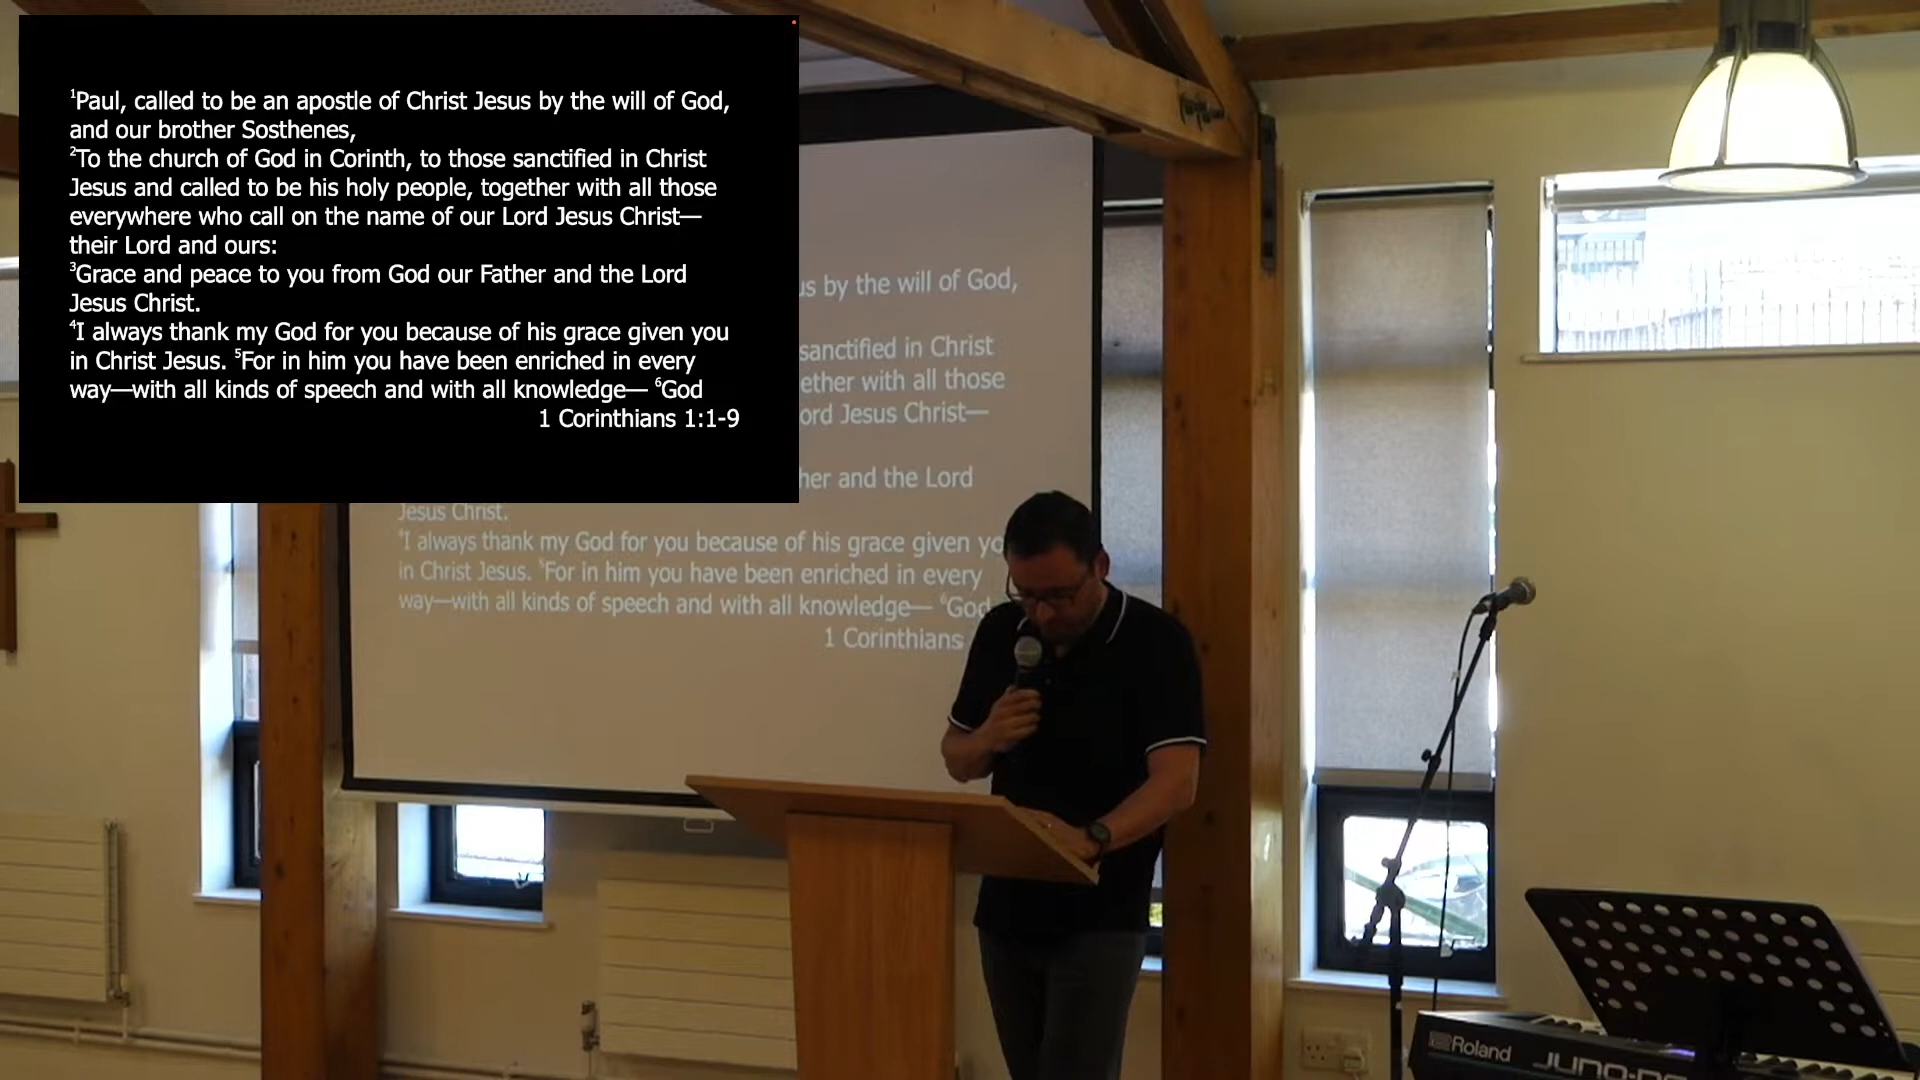 ¹Paul, called to be an apostle of Christ Jesus by the will of God,
and our brother Sosthenes,
²To the church of God in Corinth, to those sanctified in Christ
Jesus and called to be his holy people, together with all those
everywhere who call on the name of our Lord Jesus Christ—
their Lord and ours:
³Grace and peace to you from God our Father and the Lord
Jesus Christ.
⁴I always thank my God for you because of his grace given you
in Christ Jesus. ⁵For in him you have been enriched in every
way—with all kinds of speech and with all knowledge— ⁶God
1 Corinthians 1:1-9
us by the will of God,
sanctified in Christ
ether with all those
ord Jesus Christ—
her and the Lord
Jesus Christ.
⁴I always thank my God for you because of his grace given yo
in Christ Jesus. ⁵For in him you have been enriched in every
way—with all kinds of speech and with all knowledge— ⁶God
1 Corinthians
Roland
JUNO-DS